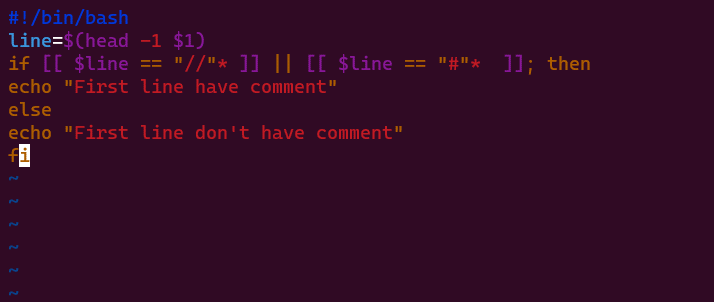 #!/bin/bash
line=$(head -1 $1)
if [[ $line == "//"* ]] || [[ $line == "#"*  ]]; then
echo "First line have comment"
else
echo "First line don't have comment"
fi
~
~
~
~
~
~